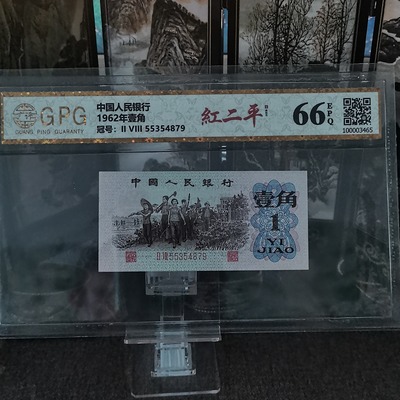 GPG
GUANG PING GUARANTY
中国人民银行
1962年壹角
冠号: II VIII 55354879
紅二平
66 EPQ
100003465
中國人民銀行
壹角
1
YI JIAO
II VIII 55354879